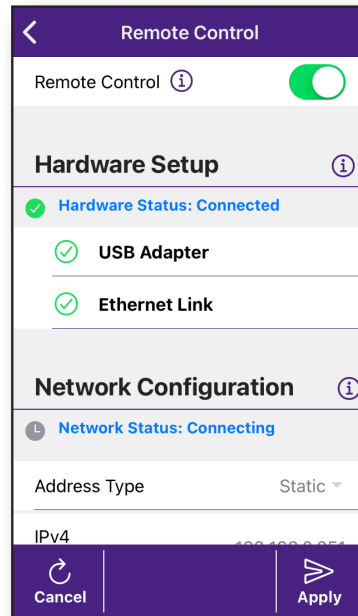 Remote Control
Remote Control
Hardware Setup
Hardware Status: Connected
USB Adapter
Ethernet Link
Network Configuration
Network Status: Connecting
Address Type Static
IPv4
Cancel Apply